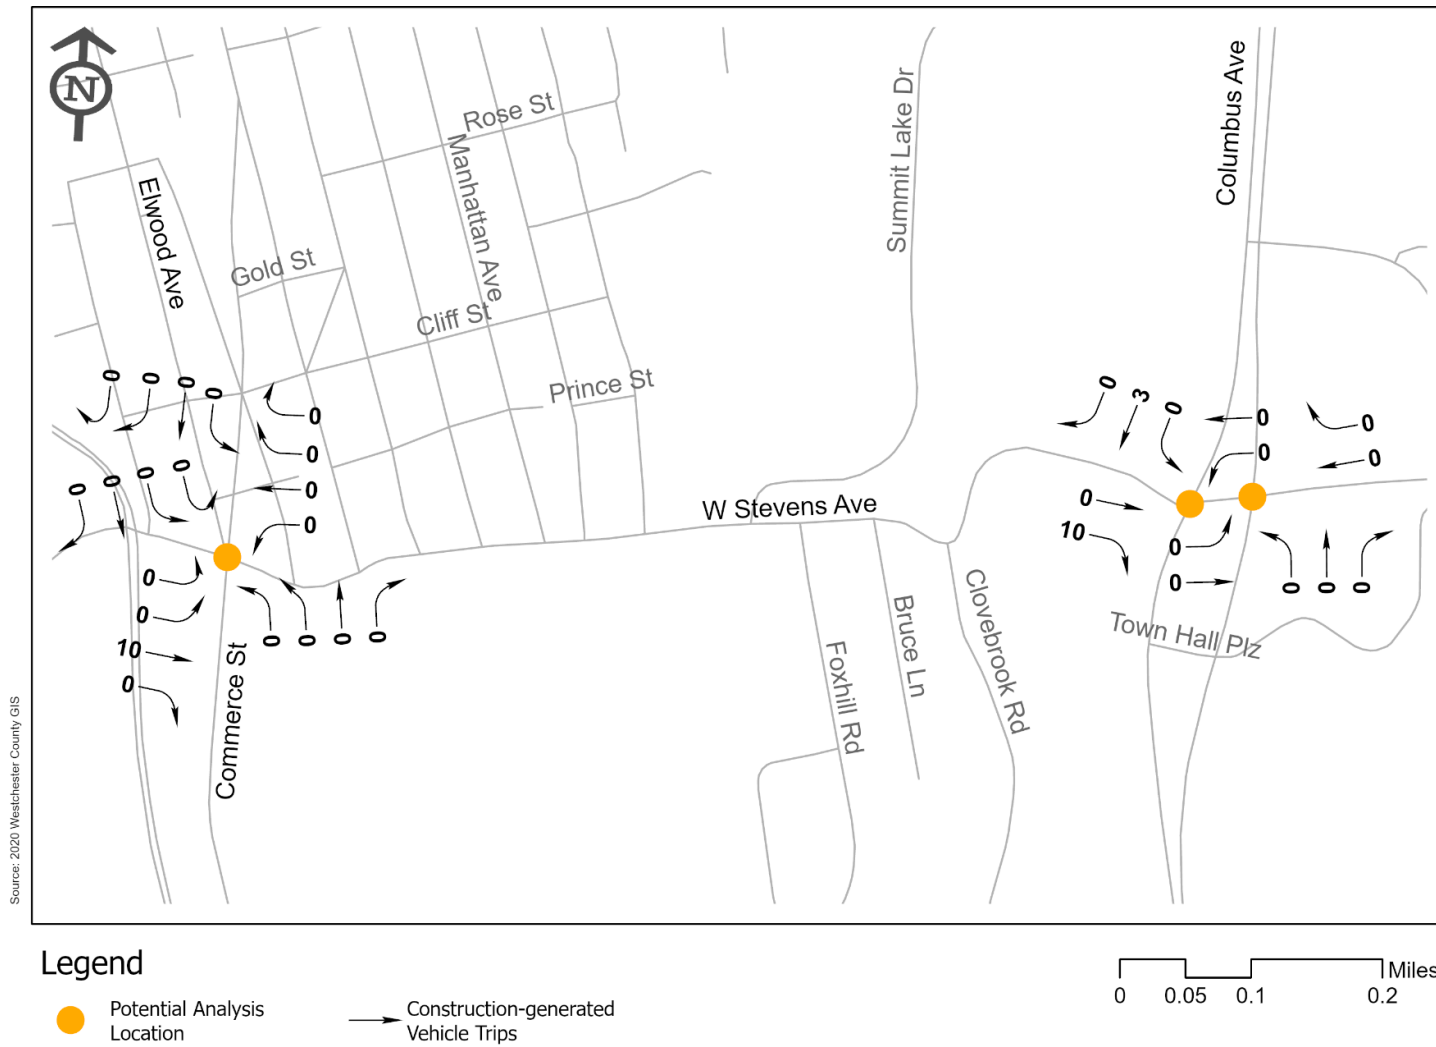 N
Rose St
Manhattan Ave
Summit Lake Dr
Columbus Ave
Elwood Ave
Gold St
Cliff St
Prince St
0
0
0
0
0
0
0
0
0
0
0
0
0
0
10
0
0
0
0
0
W Stevens Ave
0
3
0
0
0
0
0
0
10
0
0
0
0
0
Town Hall Plz
Clovebrook Rd
Bruce Ln
Foxhill Rd
Commerce St
Source: 2020 Westchester County GIS
Legend
Potential Analysis
Location
Construction-generated
Vehicle Trips
Miles
0 0.05 0.1 0.2